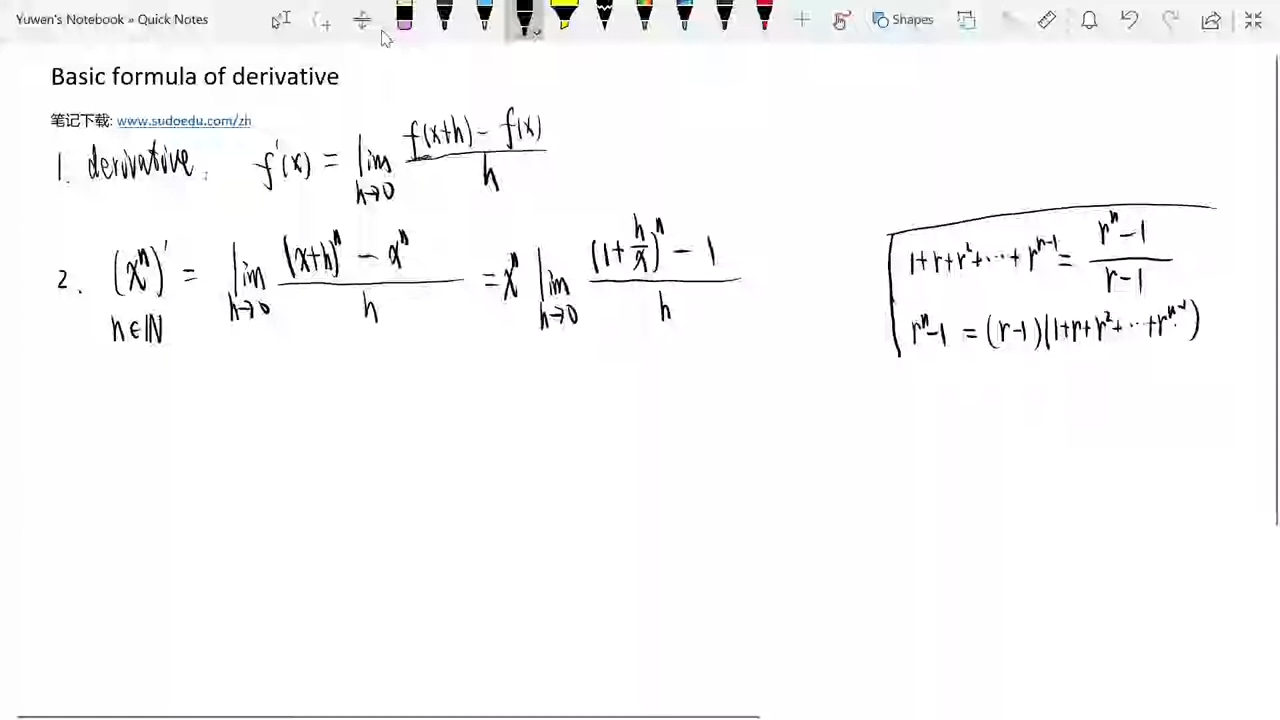 Yuwen's Notebook » Quick Notes
Shapes
Basic formula of derivative
笔记下载: www.sudoedu.com/zh
1. derivative. f'(x) = lim_{h→0} (f(x+h) - f(x))/h
2. (x^n)' = lim_{h→0} ((x+h)^n - x^n)/h = x^n lim_{h→0} ((1+h/x)^n - 1)/h
n∈ℕ
1+r+r^2+⋯+r^{n-1} = (r^n-1)/(r-1)
r^n-1 = (r-1)(1+r+r^2+⋯+r^{n-1})